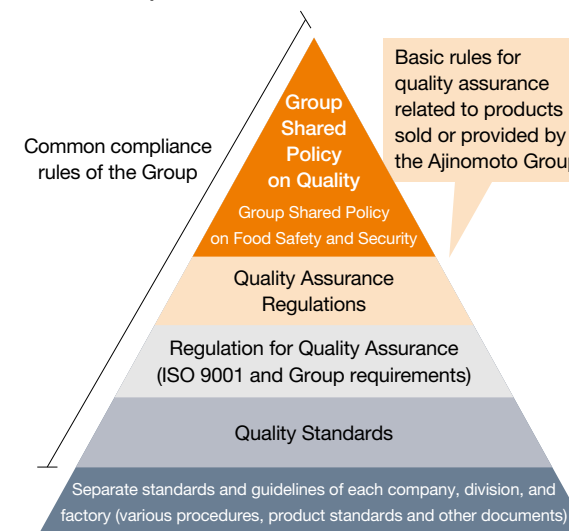 Group
Shared
Policy
on Quality
Group Shared Policy
on Food Safety and Security
Basic rules for
quality assurance
related to products
sold or provided by
the Ajinomoto Group
Common compliance
rules of the Group
Quality Assurance
Regulations
Regulation for Quality Assurance
(ISO 9001 and Group requirements)
Quality Standards
Separate standards and guidelines of each company, division, and
factory (various procedures, product standards and other documents)